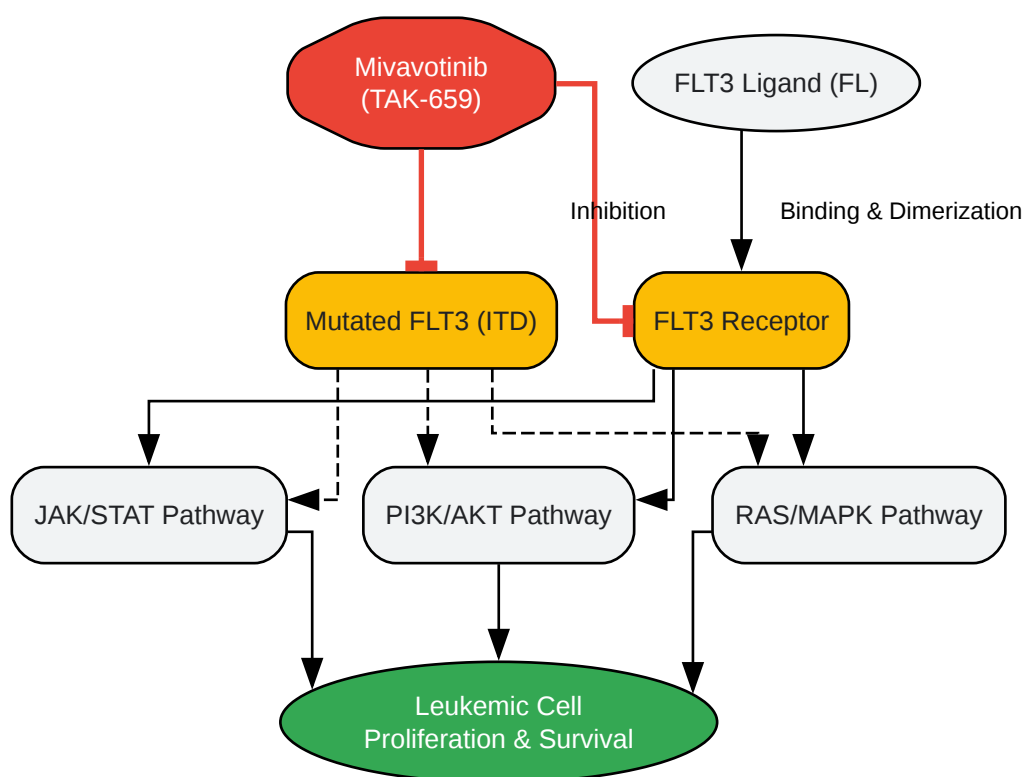 Mivavotinib
(TAK-659)
FLT3 Ligand (FL)
Inhibition
Binding & Dimerization
Mutated FLT3 (ITD)
FLT3 Receptor
JAK/STAT Pathway
PI3K/AKT Pathway
RAS/MAPK Pathway
Leukemic Cell
Proliferation & Survival